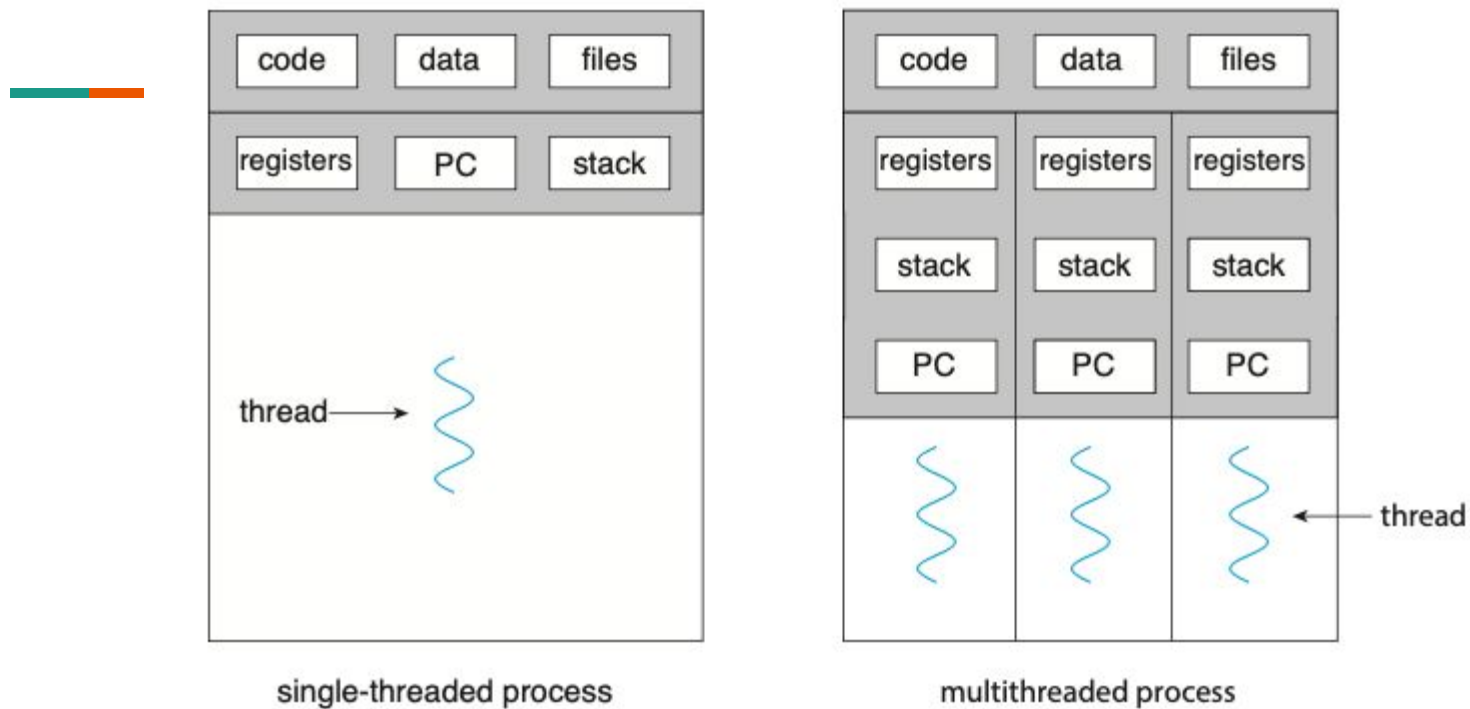 code data files
registers PC stack
thread
single-threaded process
code data files
registers registers registers
stack stack stack
PC PC PC
thread
multithreaded process